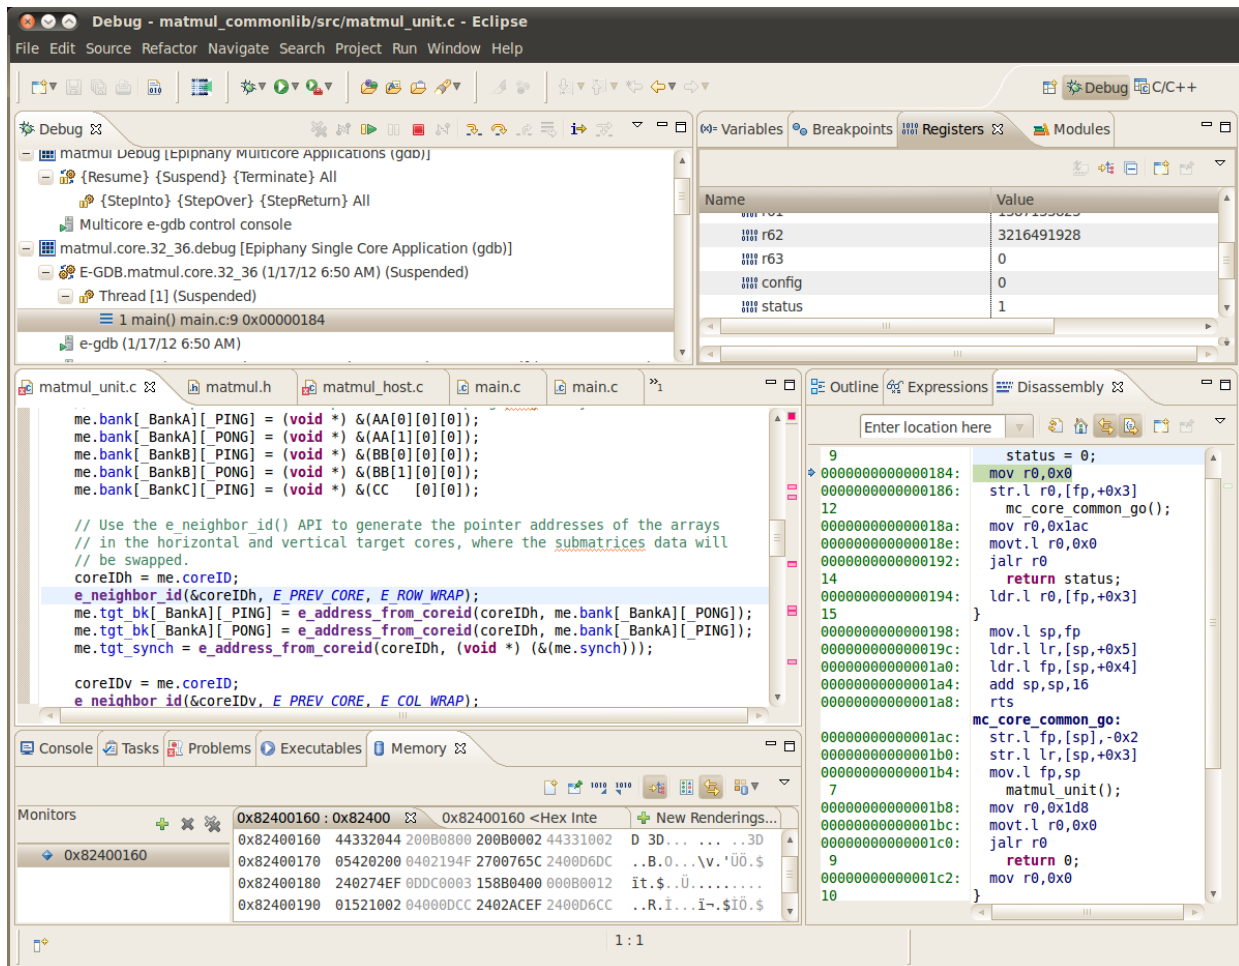 Debug - matmul_commonlib/src/matmul_unit.c - Eclipse
File Edit Source Refactor Navigate Search Project Run Window Help
Debug C/C++
Debug
matmul Debug [Epiphany Multicore Applications (gdb)]
{Resume} {Suspend} {Terminate} All
{StepInto} {StepOver} {StepReturn} All
Multicore e-gdb control console
matmul.core.32_36.debug [Epiphany Single Core Application (gdb)]
E-GDB.matmul.core.32_36 (1/17/12 6:50 AM) (Suspended)
Thread [1] (Suspended)
1 main() main.c:9 0x00000184
e-gdb (1/17/12 6:50 AM)
Variables Breakpoints Registers Modules
Name Value
r62 3216491928
r63 0
config 0
status 1
matmul_unit.c matmul.h matmul_host.c main.c main.c »1
me.bank[_BankA][_PING] = (void *) &(AA[0][0][0]);
me.bank[_BankA][_PONG] = (void *) &(AA[1][0][0]);
me.bank[_BankB][_PING] = (void *) &(BB[0][0][0]);
me.bank[_BankB][_PONG] = (void *) &(BB[1][0][0]);
me.bank[_BankC][_PING] = (void *) &(CC   [0][0]);
// Use the e_neighbor_id() API to generate the pointer addresses of the arrays
// in the horizontal and vertical target cores, where the submatrices data will
// be swapped.
coreIDh = me.coreID;
e_neighbor_id(&coreIDh, E_PREV_CORE, E_ROW_WRAP);
me.tgt_bk[_BankA][_PING] = e_address_from_coreid(coreIDh, me.bank[_BankA][_PONG]);
me.tgt_bk[_BankA][_PONG] = e_address_from_coreid(coreIDh, me.bank[_BankA][_PING]);
me.tgt_synch = e_address_from_coreid(coreIDh, (void *) (&(me.synch)));
coreIDv = me.coreID;
e_neighbor_id(&coreIDv, E_PREV_CORE, E_COL_WRAP);
Outline Expressions Disassembly
Enter location here
9 status = 0;
0000000000000184: mov r0,0x0
0000000000000186: str.l r0,[fp,+0x3]
12 mc_core_common_go();
000000000000018a: mov r0,0x1ac
000000000000018e: movt.l r0,0x0
0000000000000192: jalr r0
14 return status;
0000000000000194: ldr.l r0,[fp,+0x3]
15 }
0000000000000198: mov.l sp,fp
000000000000019c: ldr.l lr,[sp,+0x5]
00000000000001a0: ldr.l fp,[sp,+0x4]
00000000000001a4: add sp,sp,16
00000000000001a8: rts
mc_core_common_go:
00000000000001ac: str.l fp,[sp],-0x2
00000000000001b0: str.l lr,[sp,+0x3]
00000000000001b4: mov.l fp,sp
7 matmul_unit();
00000000000001b8: mov r0,0x1d8
00000000000001bc: movt.l r0,0x0
00000000000001c0: jalr r0
9 return 0;
00000000000001c2: mov r0,0x0
10 }
Console Tasks Problems Executables Memory
Monitors
0x82400160
0x82400160 : 0x82400 0x82400160 <Hex Inte New Renderings...
0x82400160 44332044 200B0800 200B0002 44331002 D 3D... ... ..3D
0x82400170 05420200 0402194F 2700765C 2400D6DC ..B.O...\v.'ÜÖ.$
0x82400180 240274EF 0DDC0003 158B0400 000B0012 ït.$..Ü.........
0x82400190 01521002 04000DCC 2402ACEF 2400D6CC ..R.Ì...ï¬.$ÌÖ.$
1 : 1